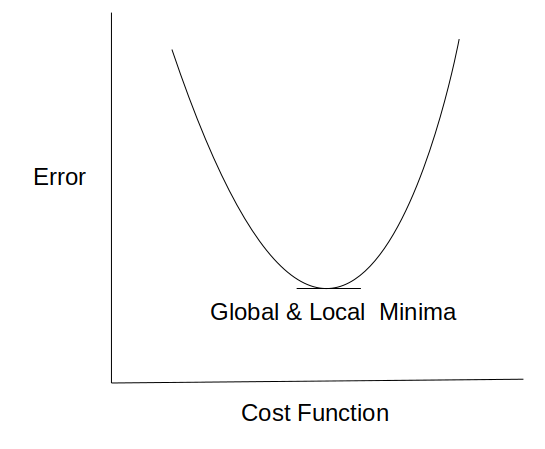 Error
Global & Local  Minima
Cost Function